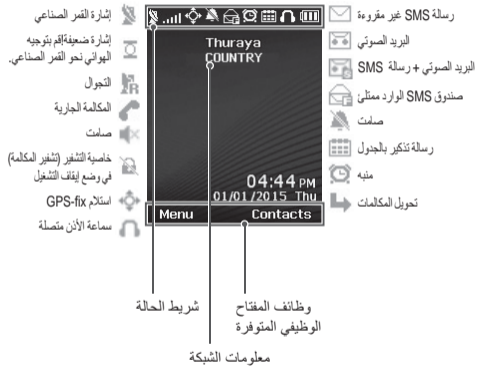 رسالة SMS غير مقروءة
البريد الصوتي
البريد الصوتي + رسالة SMS
صندوق SMS الوارد ممتلئ
صامت
رسالة تذكير بالجدول
منبه
تحويل المكالمات
Thuraya
COUNTRY
04:44 PM
01/01/2015 Thu
Menu
Contacts
إشارة القمر الصناعي
إشارة ضعيفة(قم بتوجيه
الهوائي نحو القمر الصناعي.
التجوال
R
المكالمة الجارية
صامت
خاصية التشفير (تشفير المكالمة)
في وضع إيقاف التشغيل
استلام GPS-fix
سماعة الأذن متصلة
وظائف المفتاح
الوظيفي المتوفرة
شريط الحالة
معلومات الشبكة